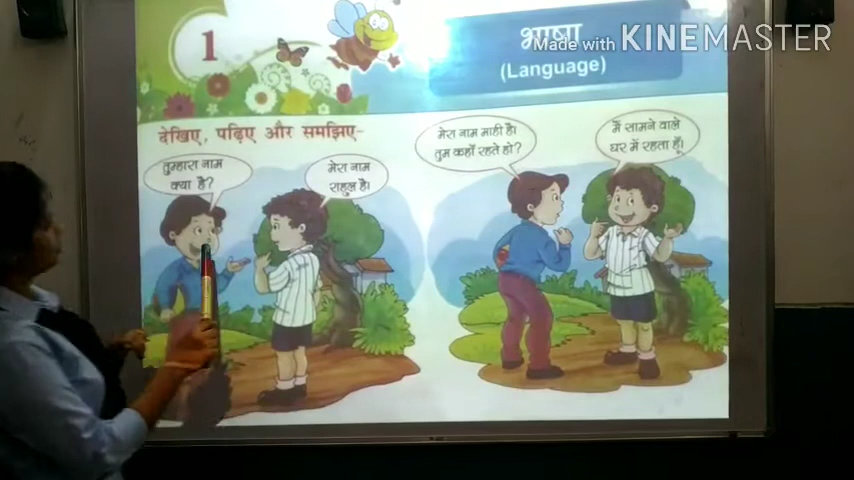 1
भाषा
Made with KINEMASTER
(Language)
देखिए, पढ़िए और समझिए-
तुम्हारा नाम
क्या है?
मेरा नाम
राहुल है।
मेरा नाम माही है।
तुम कहाँ रहते हो?
मैं सामने वाले
घर में रहता हूँ।